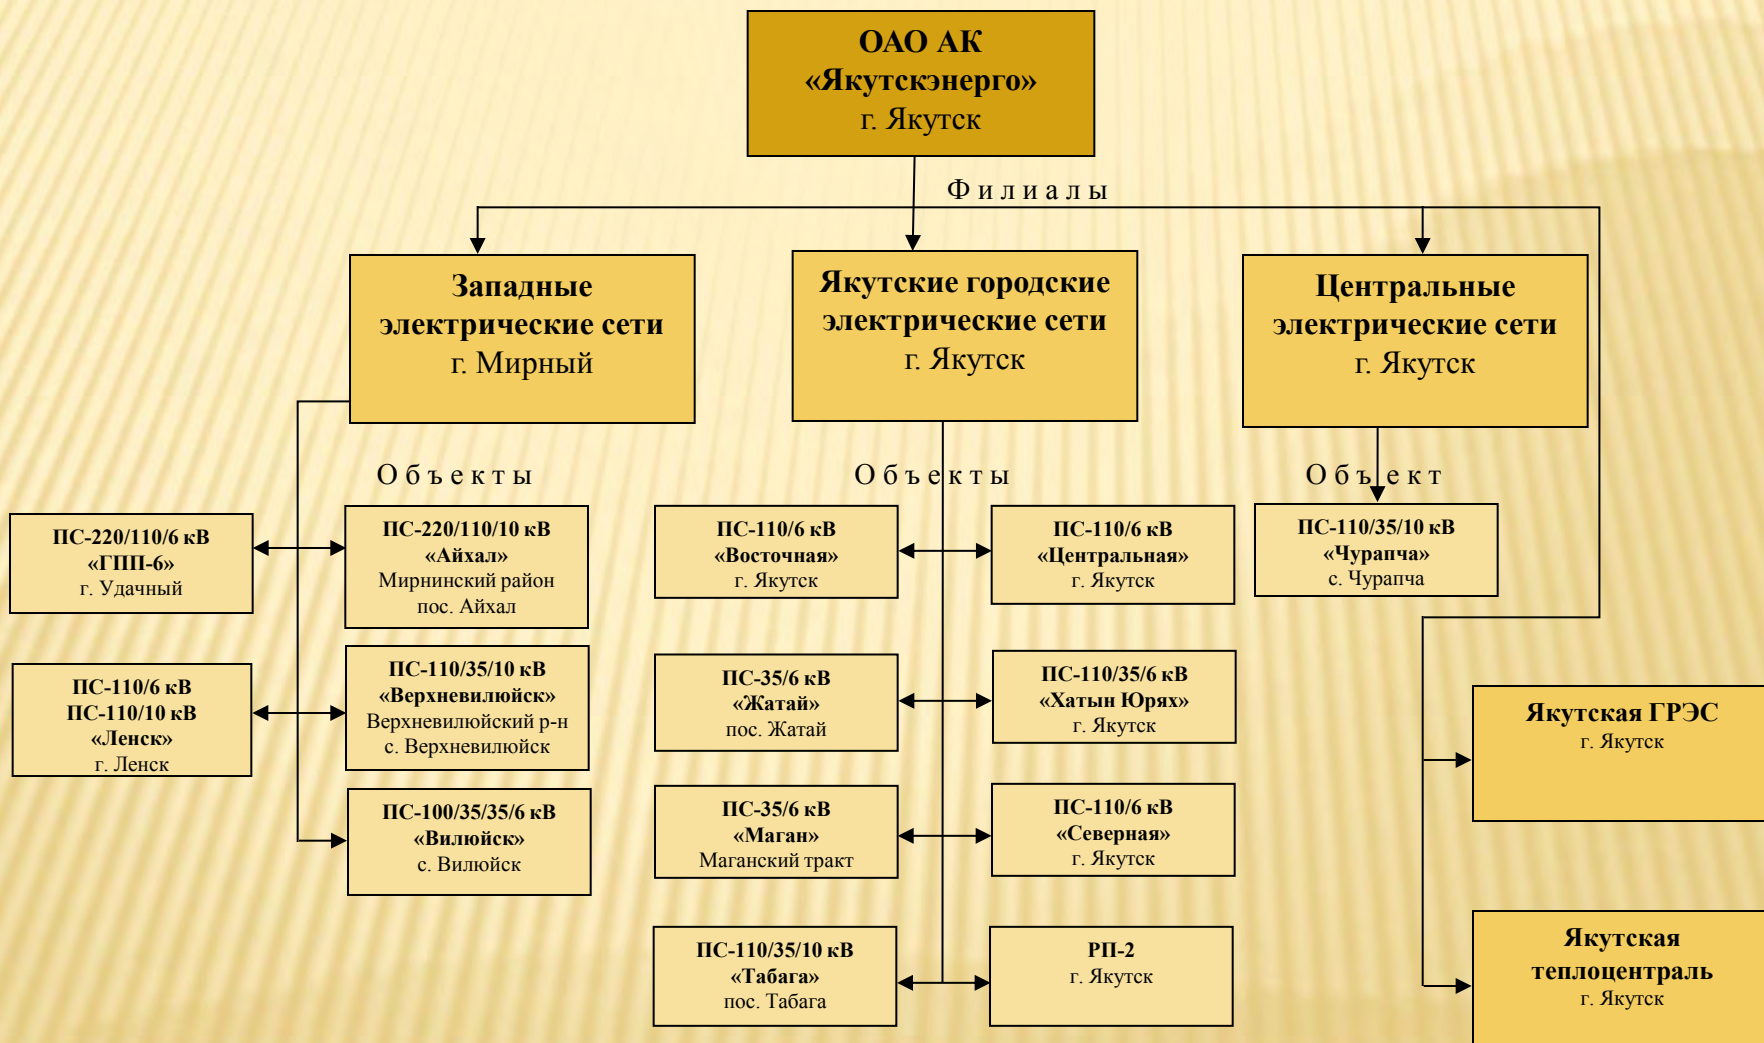 ОАО АК
«Якутскэнерго»
г. Якутск
Ф и л и а л ы
Западные
электрические сети
г. Мирный
Якутские городские
электрические сети
г. Якутск
Центральные
электрические сети
г. Якутск
О б ъ е к т ы
О б ъ е к т ы
О б ъ е к т
ПС-220/110/6 кВ
«ГПП-6»
г. Удачный
ПС-220/110/10 кВ
«Айхал»
Мирнинский район
пос. Айхал
ПС-110/6 кВ
«Восточная»
г. Якутск
ПС-110/6 кВ
«Центральная»
г. Якутск
ПС-110/35/10 кВ
«Чурапча»
с. Чурапча
ПС-110/6 кВ
ПС-110/10 кВ
«Ленск»
г. Ленск
ПС-110/35/10 кВ
«Верхневилюйск»
Верхневилюйский р-н
с. Верхневилюйск
ПС-35/6 кВ
«Жатай»
пос. Жатай
ПС-110/35/6 кВ
«Хатын Юрях»
г. Якутск
Якутская ГРЭС
г. Якутск
ПС-100/35/35/6 кВ
«Вилюйск»
с. Вилюйск
ПС-35/6 кВ
«Маган»
Маганский тракт
ПС-110/6 кВ
«Северная»
г. Якутск
ПС-110/35/10 кВ
«Табага»
пос. Табага
РП-2
г. Якутск
Якутская
теплоцентраль
г. Якутск